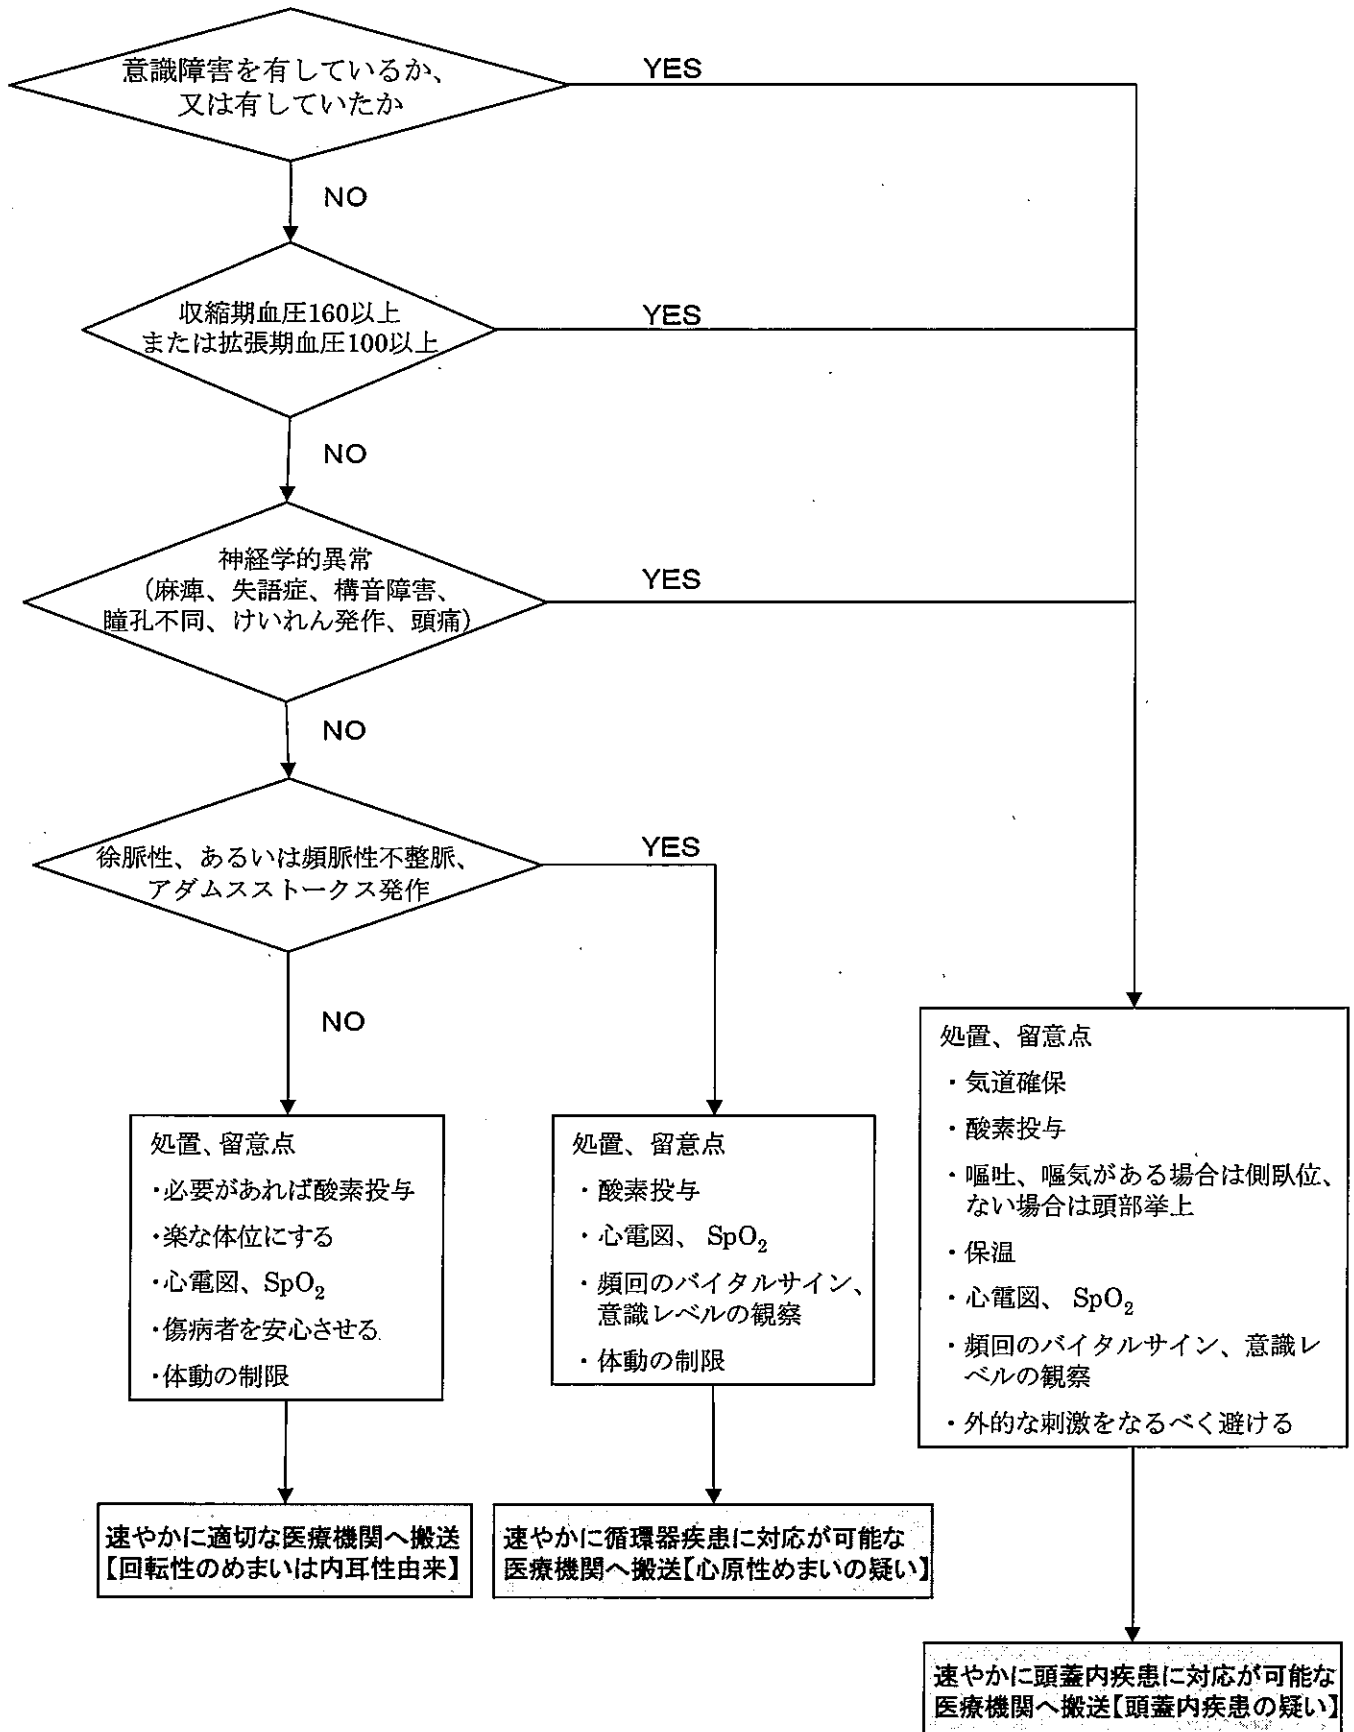 意識障害を有しているか、
又は有していたか
YES
NO
収縮期血圧160以上
または拡張期血圧100以上
YES
NO
神経学的異常
（麻痺、失語症、構音障害、
瞳孔不同、けいれん発作、頭痛）
YES
NO
徐脈性、あるいは頻脈性不整脈、
アダムスストークス発作
YES
NO
処置、留意点
・必要があれば酸素投与
・楽な体位にする
・心電図、SpO₂
・傷病者を安心させる
・体動の制限
処置、留意点
・酸素投与
・心電図、 SpO₂
・頻回のバイタルサイン、
意識レベルの観察
・体動の制限
処置、留意点
・気道確保
・酸素投与
・嘔吐、嘔気がある場合は側臥位、
ない場合は頭部挙上
・保温
・心電図、 SpO₂
・頻回のバイタルサイン、意識レ
ベルの観察
・外的な刺激をなるべく避ける
速やかに適切な医療機関へ搬送
【回転性のめまいは内耳性由来】
速やかに循環器疾患に対応が可能な
医療機関へ搬送【心原性めまいの疑い】
速やかに頭蓋内疾患に対応が可能な
医療機関へ搬送【頭蓋内疾患の疑い】